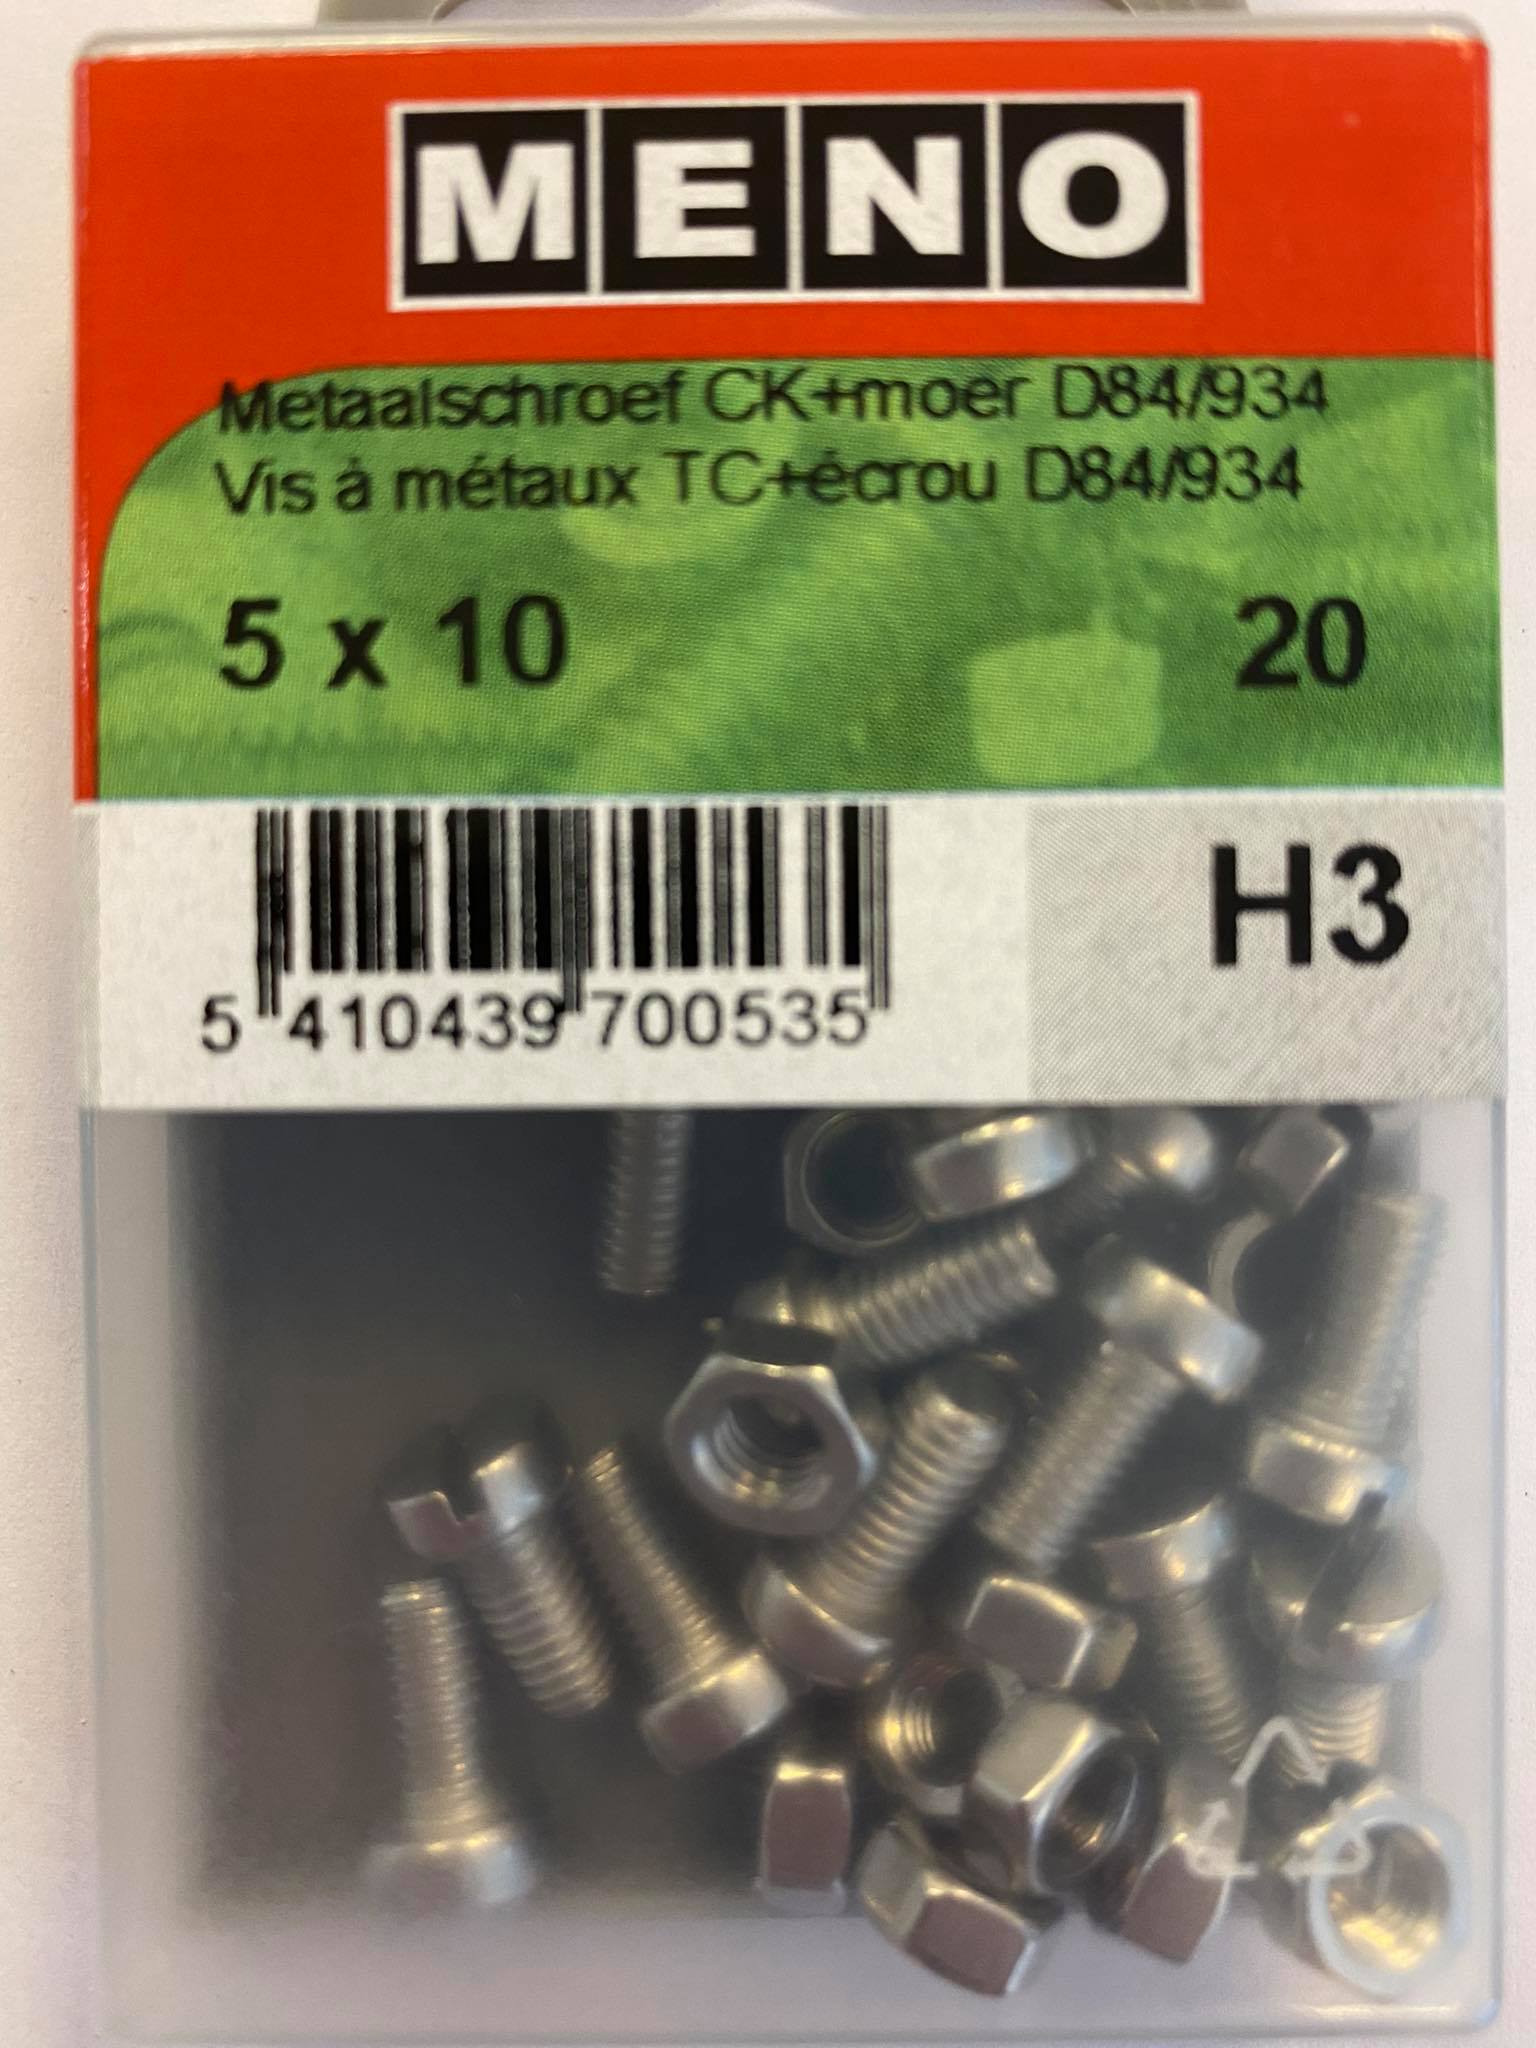 MENO
Metaalschroef CK+moer D84/934
Vis à métaux TC+écrou D84/934
5 x 10 20
H3
5 410439 700535